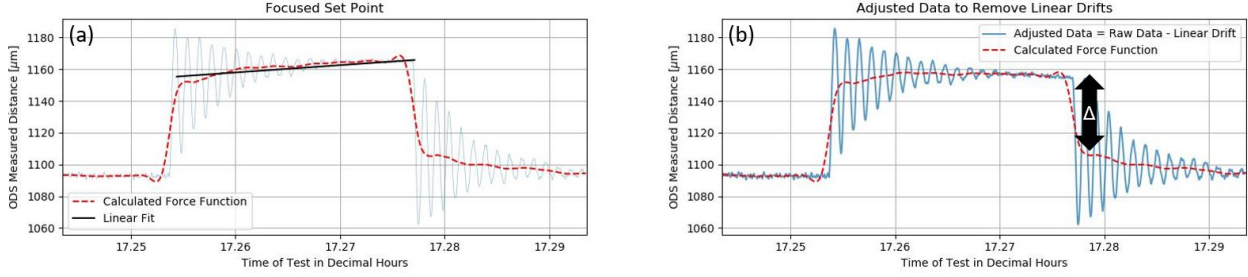 Focused Set Point
(a)
ODS Measured Distance [μm]
1180
1160
1140
1120
1100
1080
1060
Calculated Force Function
Linear Fit
17.25
17.26
17.27
17.28
17.29
Time of Test in Decimal Hours
Adjusted Data to Remove Linear Drifts
(b)
Adjusted Data = Raw Data - Linear Drift
Calculated Force Function
ODS Measured Distance [μm]
1180
1160
1140
1120
1100
1080
1060
Δ
17.25
17.26
17.27
17.28
17.29
Time of Test in Decimal Hours